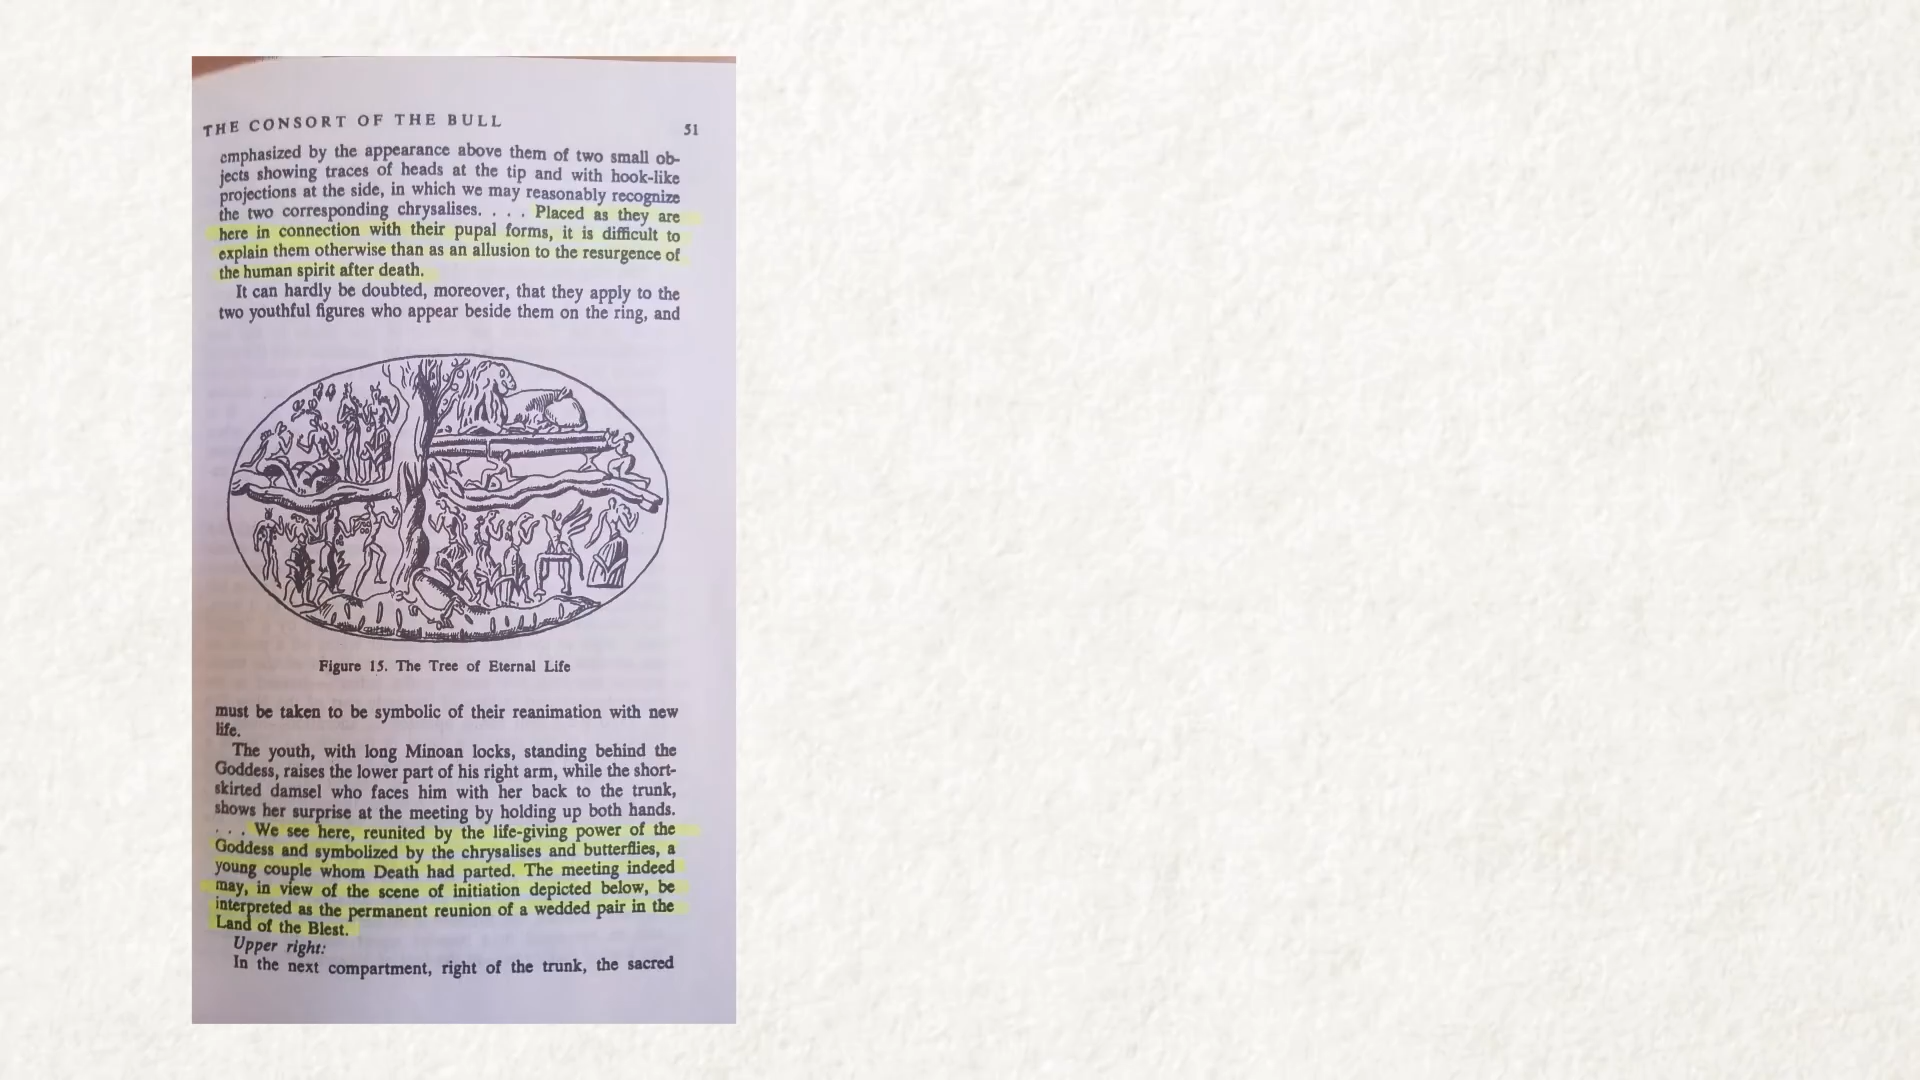 THE CONSORT OF THE BULL 51
emphasized by the appearance above them of two small ob-
jects showing traces of heads at the tip and with hook-like
projections at the side, in which we may reasonably recognize
the two corresponding chrysalises. . . . Placed as they are
here in connection with their pupal forms, it is difficult to
explain them otherwise than as an allusion to the resurgence of
the human spirit after death.
It can hardly be doubted, moreover, that they apply to the
two youthful figures who appear beside them on the ring, and
Figure 15. The Tree of Eternal Life
must be taken to be symbolic of their reanimation with new
life.
The youth, with long Minoan locks, standing behind the
Goddess, raises the lower part of his right arm, while the short-
skirted damsel who faces him with her back to the trunk,
shows her surprise at the meeting by holding up both hands.
. . . We see here, reunited by the life-giving power of the
Goddess and symbolized by the chrysalises and butterflies, a
young couple whom Death had parted. The meeting indeed
may, in view of the scene of initiation depicted below, be
interpreted as the permanent reunion of a wedded pair in the
Land of the Blest.
Upper right:
In the next compartment, right of the trunk, the sacred